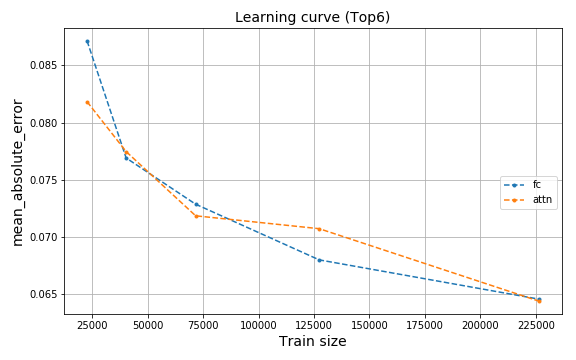 Learning curve (Top6)
mean_absolute_error
0.085
0.080
0.075
0.070
0.065
fc
attn
25000 50000 75000 100000 125000 150000 175000 200000 225000
Train size